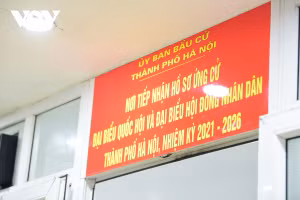 VOV
ỦY BAN BẦU CỬ
THÀNH PHỐ HÀ NỘI
NƠI TIẾP NHẬN HỒ SƠ ỨNG CỬ
ĐẠI BIỂU QUỐC HỘI VÀ ĐẠI BIỂU HỘI ĐỒNG NHÂN DÂN
THÀNH PHỐ HÀ NỘI, NHIỆM KỲ 2021 - 2026